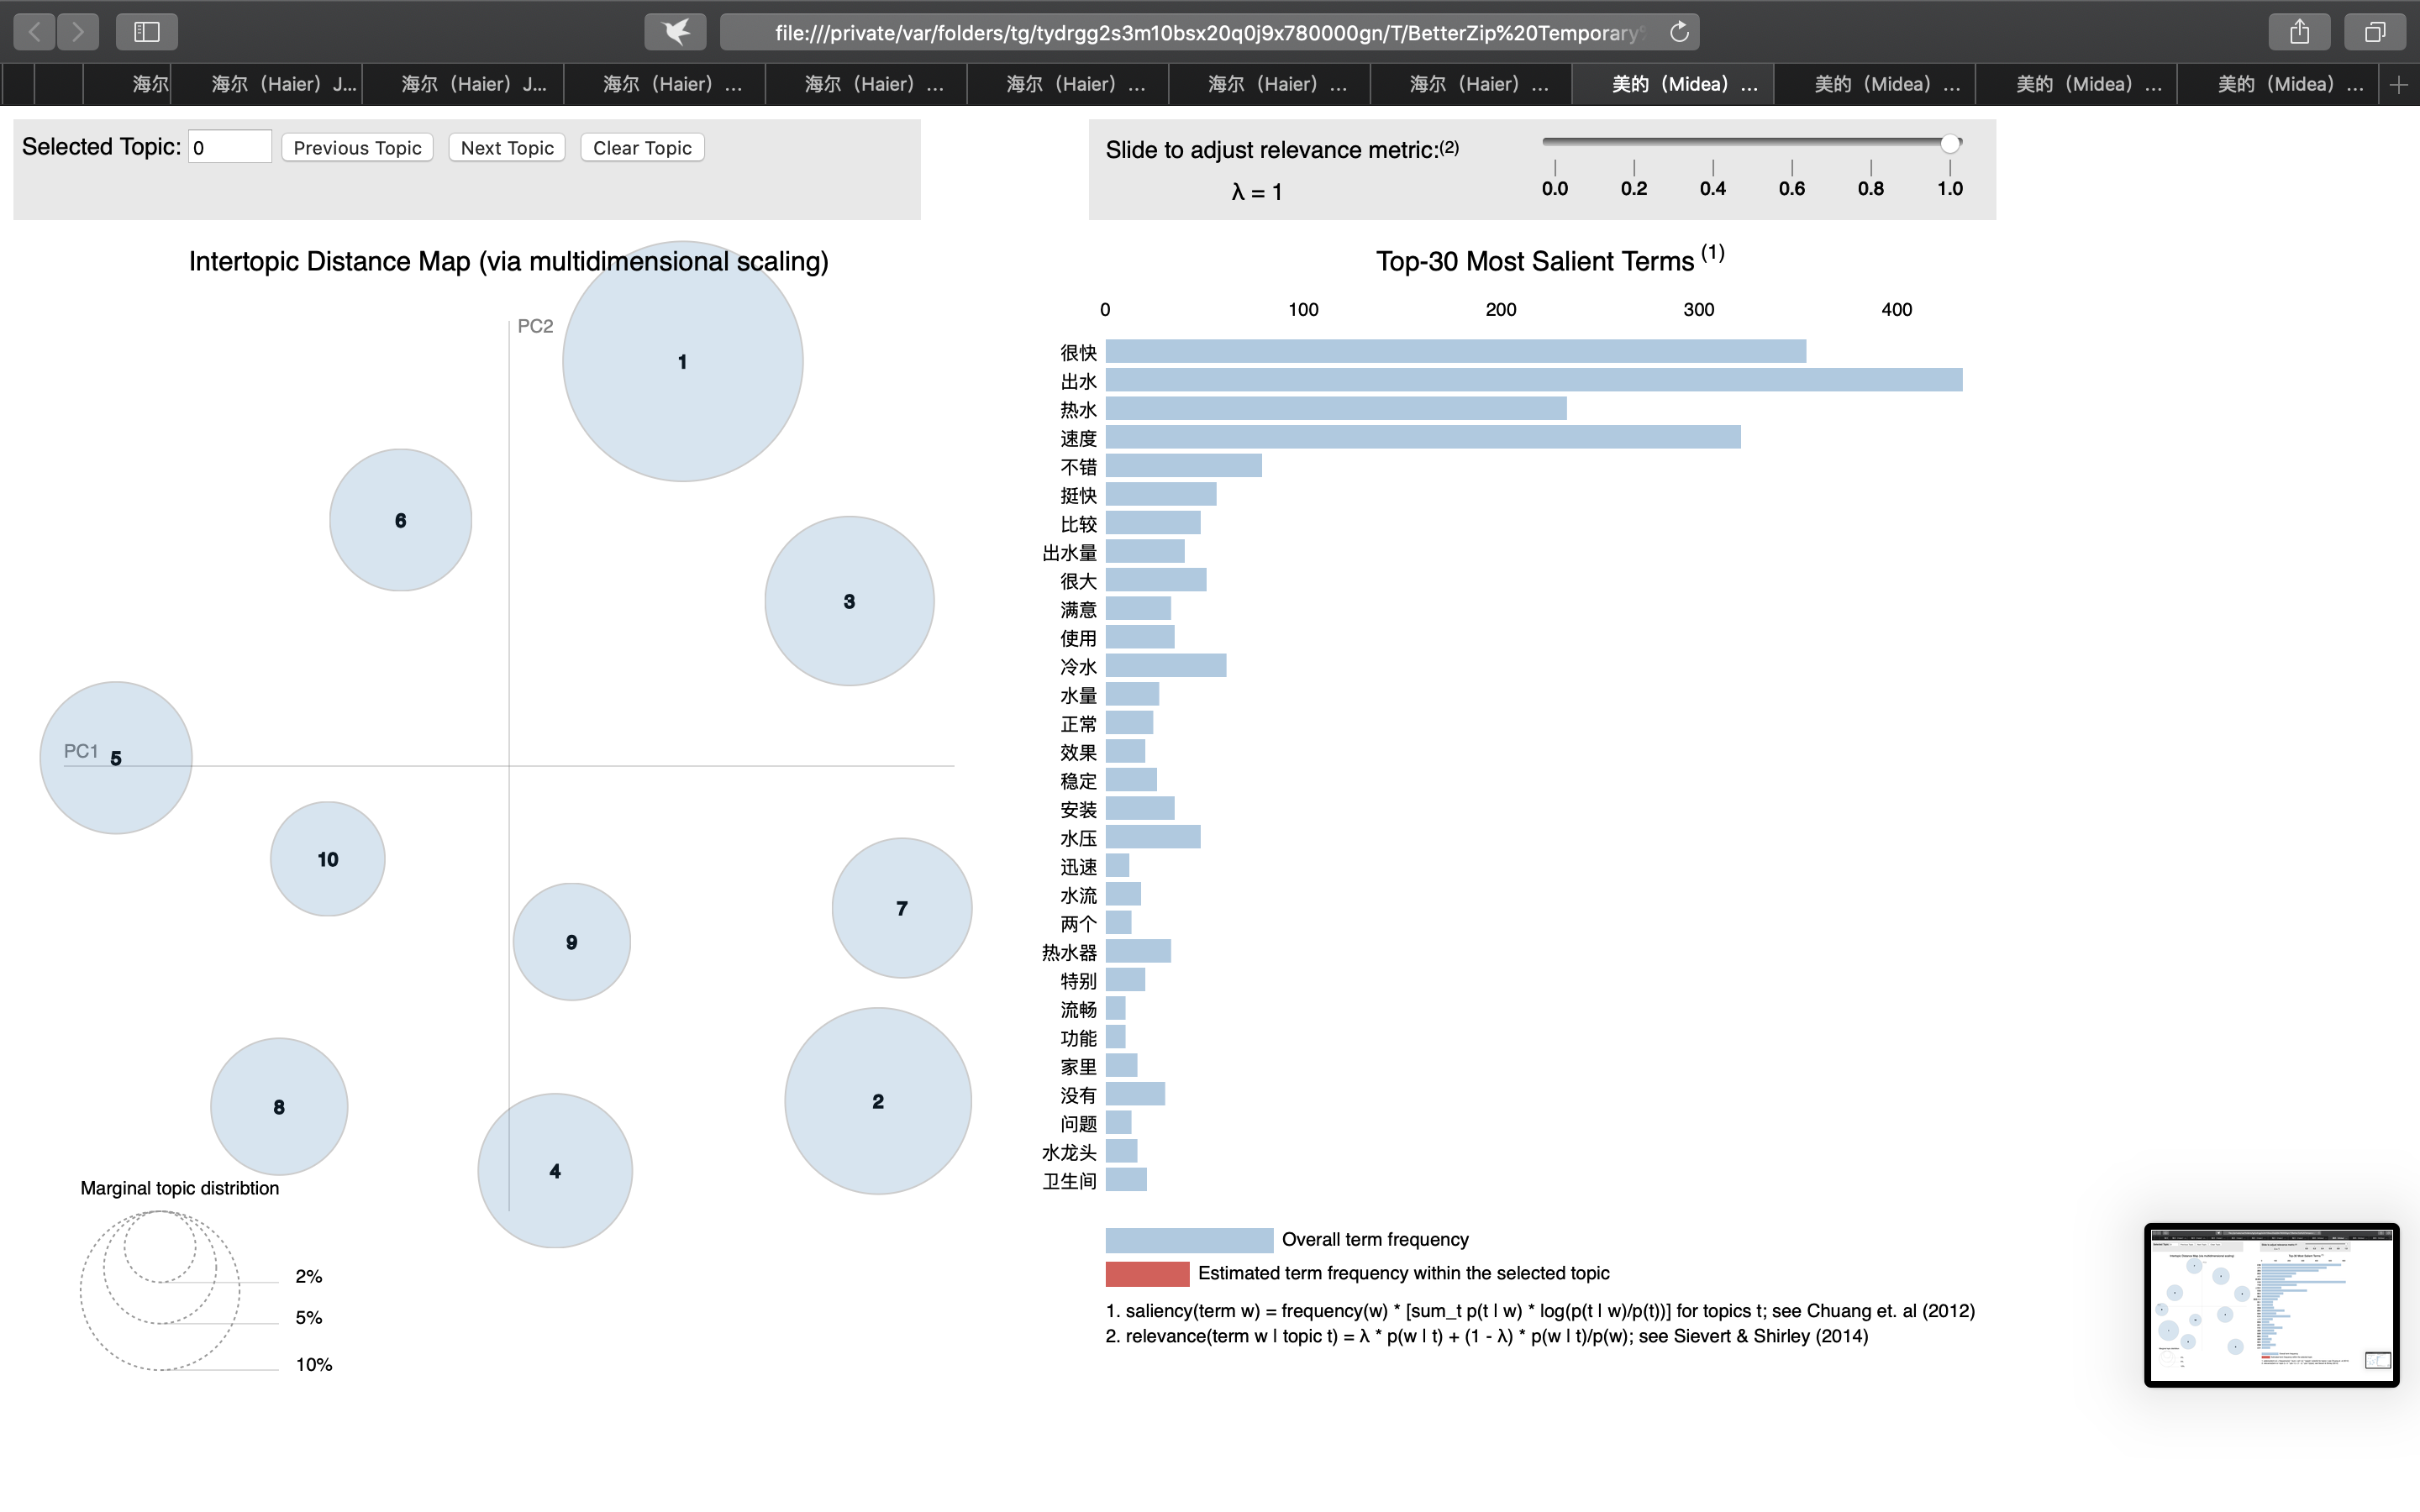 file:///private/var/folders/tg/tydrgg2s3m10bsx20q0j9x780000gn/T/BetterZip%20Temporary%
海尔 海尔（Haier）J... 海尔（Haier）J... 海尔（Haier） ... 海尔（Haier） ... 海尔（Haier） ... 海尔（Haier） ... 海尔（Haier） ... 美的（Midea） ... 美的（Midea） ... 美的（Midea） ... 美的（Midea） ...
Selected Topic: 0 Previous Topic Next Topic Clear Topic
Slide to adjust relevance metric:(2)
λ = 1
0.0 0.2 0.4 0.6 0.8 1.0
Intertopic Distance Map (via multidimensional scaling)
PC2
1
6
3
PC1
5
10
7
9
2
8
4
Marginal topic distribtion
2%
5%
10%
Top-30 Most Salient Terms (1)
0 100 200 300 400
很快
出水
热水
速度
不错
挺快
比较
出水量
很大
满意
使用
冷水
水量
正常
效果
稳定
安装
水压
迅速
水流
两个
热水器
特别
流畅
功能
家里
没有
问题
水龙头
卫生间
Overall term frequency
Estimated term frequency within the selected topic
1. saliency(term w) = frequency(w) * [sum_t p(t | w) * log(p(t | w)/p(t))] for topics t; see Chuang et. al (2012)
2. relevance(term w | topic t) = λ * p(w | t) + (1 - λ) * p(w | t)/p(w); see Sievert & Shirley (2014)